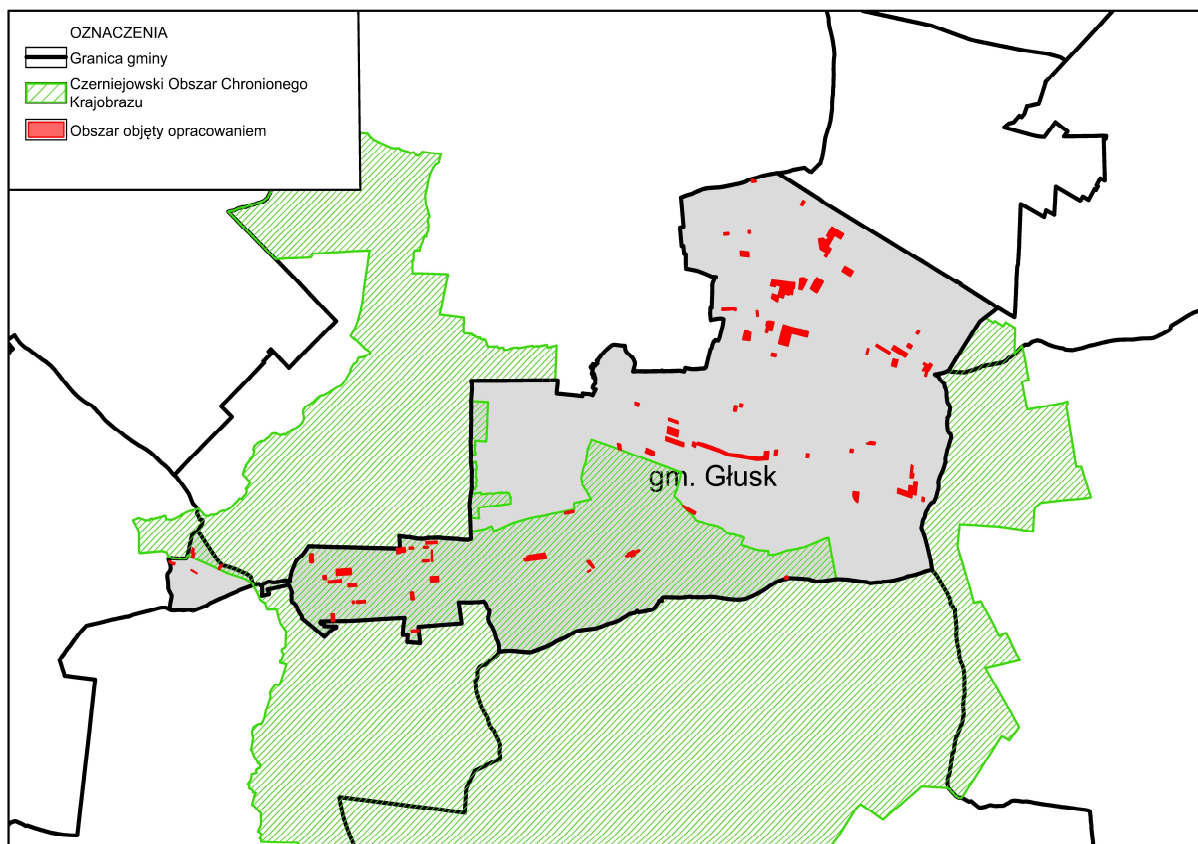 OZNACZENIA
Granica gminy
Czerniejowski Obszar Chronionego
Krajobrazu
Obszar objęty opracowaniem
gm. Głusk